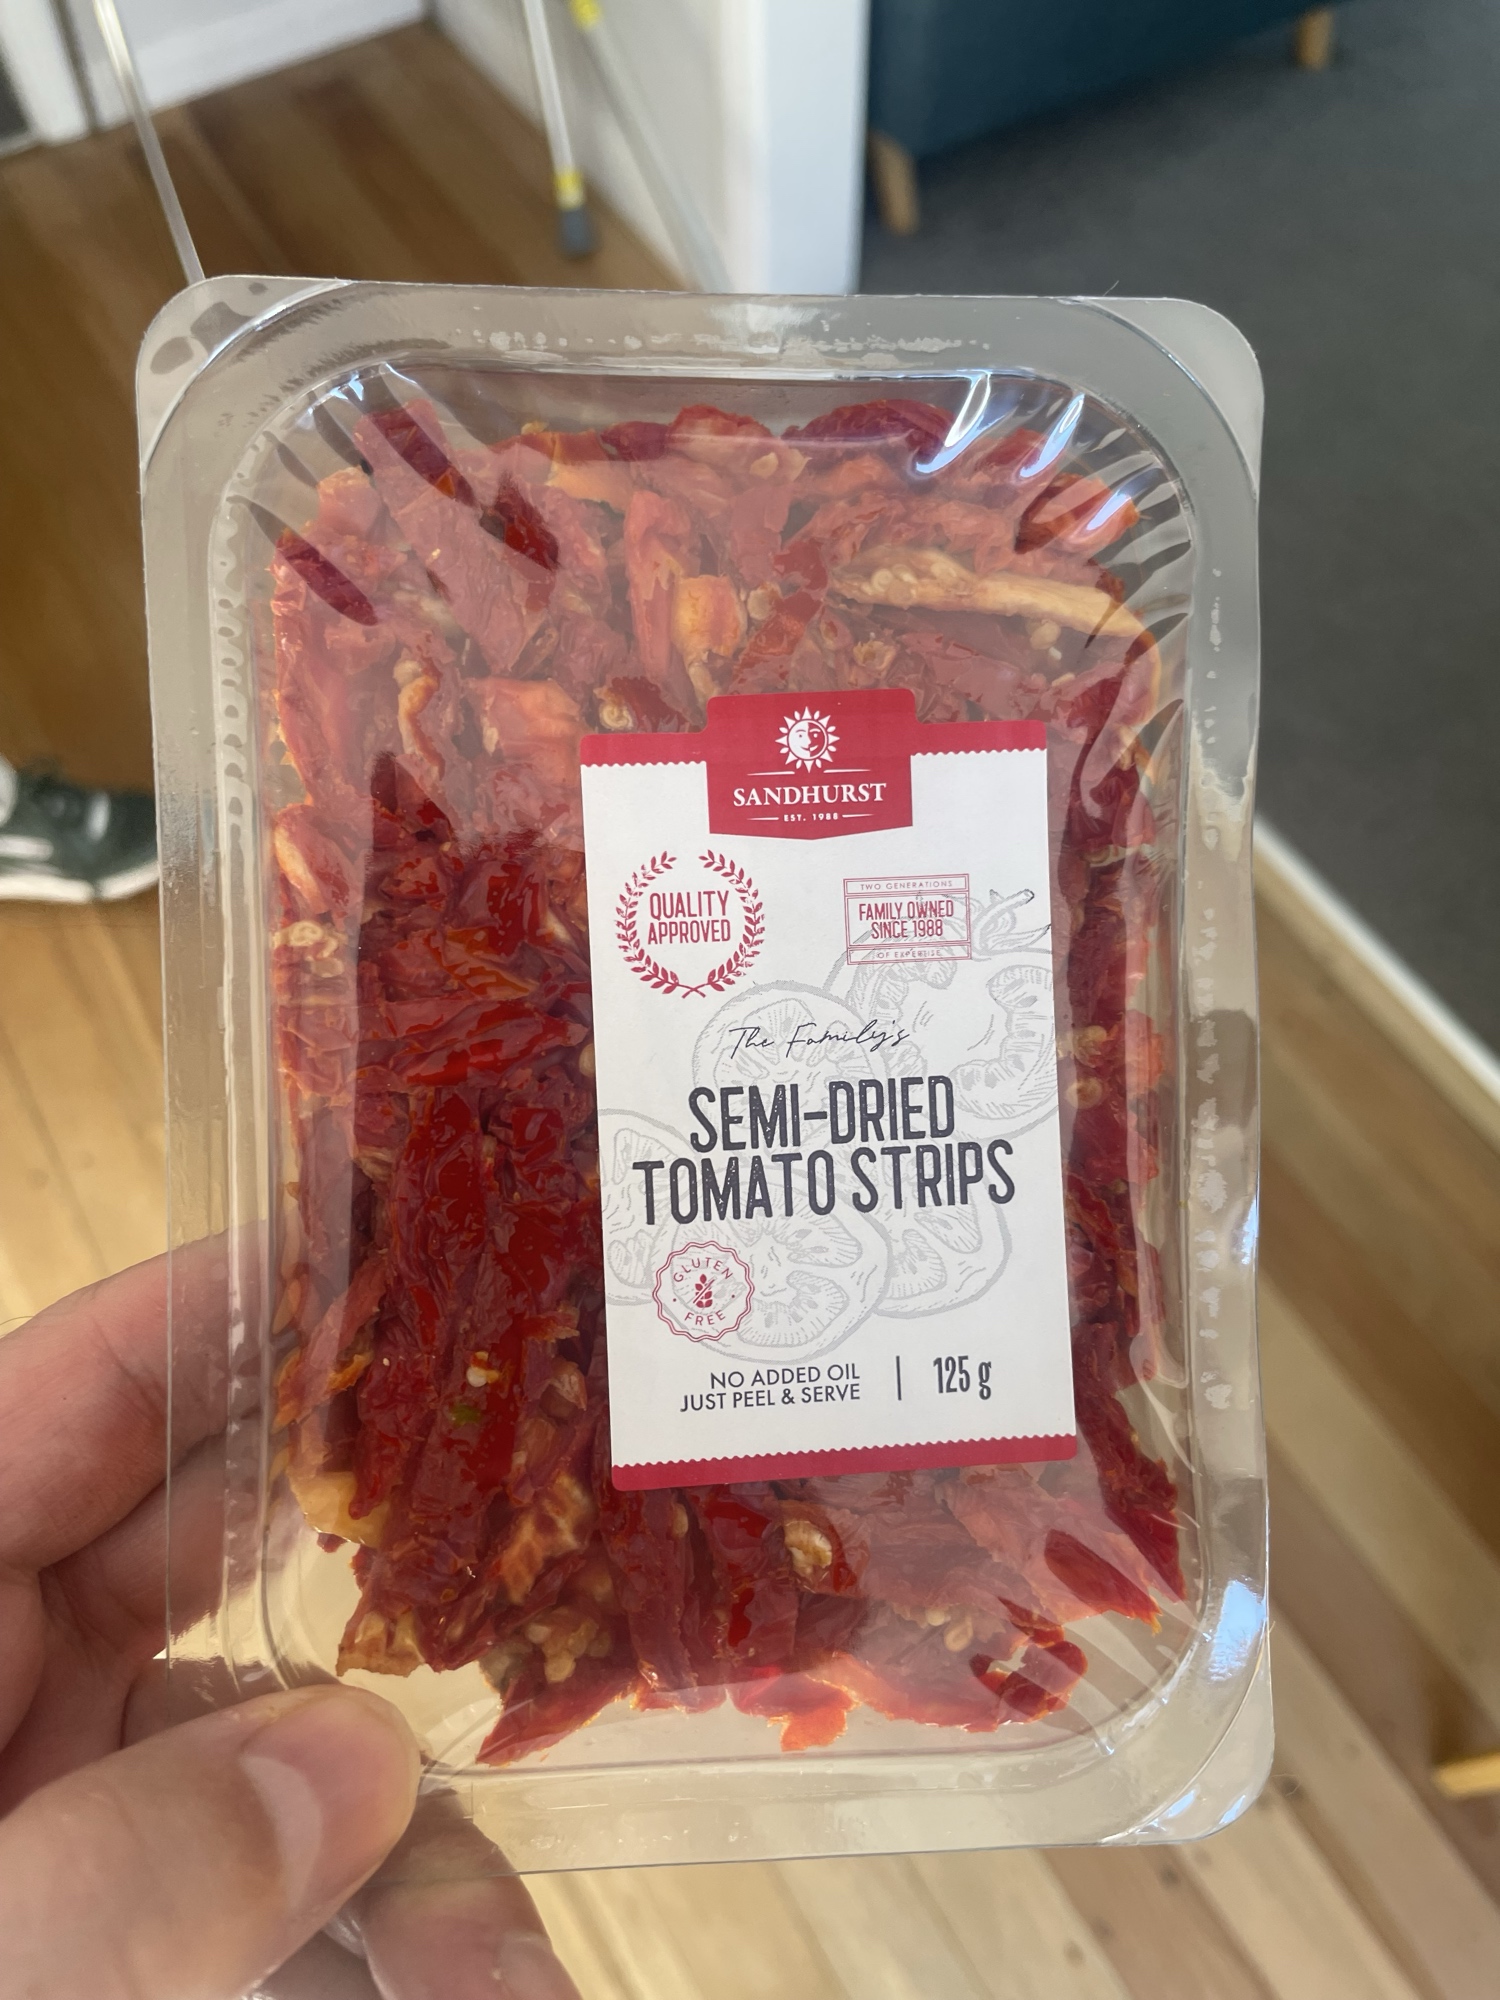 SANDHURST
EST. 1988
QUALITY
APPROVED
TWO GENERATIONS
FAMILY OWNED
SINCE 1988
OF EXPERTISE
The Family's
SEMI-DRIED
TOMATO STRIPS
GLUTEN
FREE
NO ADDED OIL
JUST PEEL & SERVE
125 g